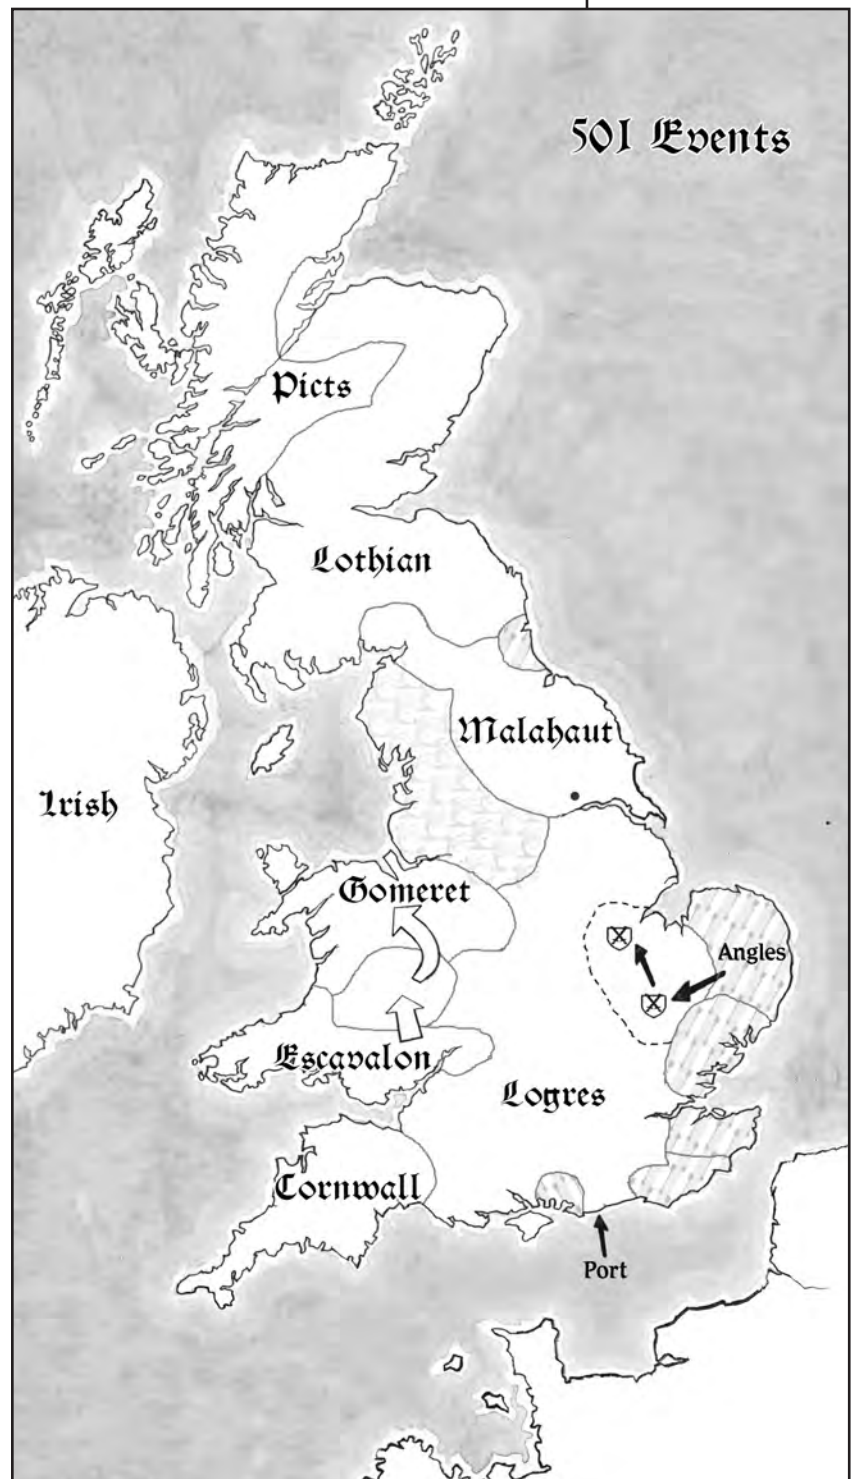 501 Events
Picts
Lothian
Malahaut
Irish
Gomeret
Angles
Escavalon
Logres
Cornwall
Port